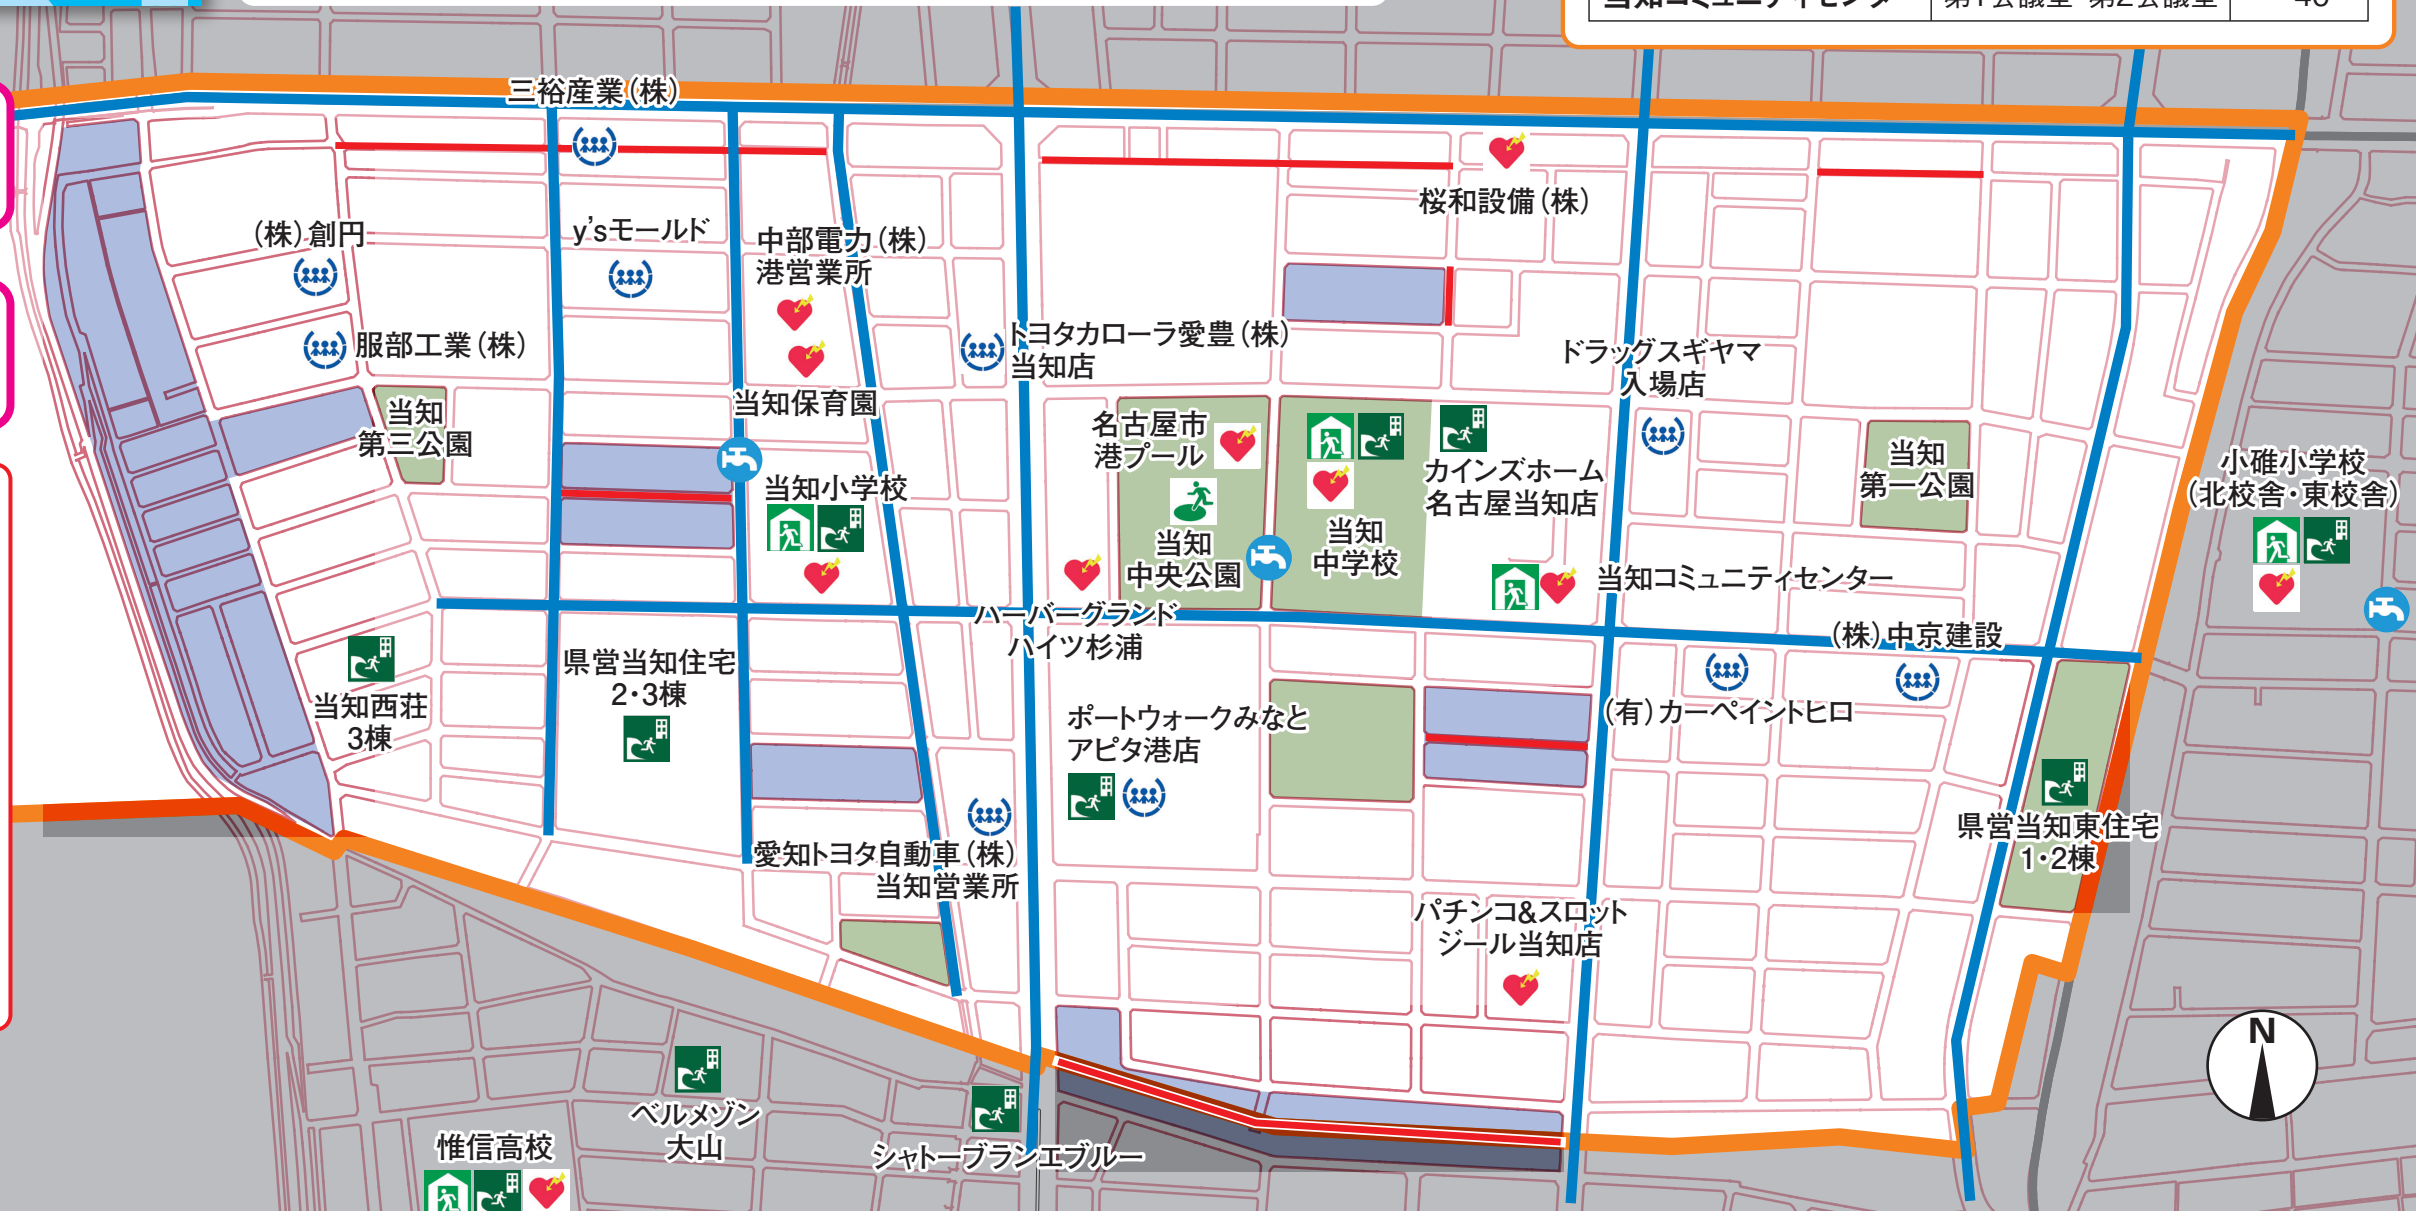 第1会議室・第2会議室
三裕産業(株)
桜和設備(株)
(株)創円
y'sモールド
中部電力(株)
港営業所
服部工業(株)
トヨタカローラ愛豊(株)
当知店
ドラッグスギヤマ
入場店
当知保育園
当知
第三公園
名古屋市
港プール
カインズホーム
名古屋当知店
当知
第一公園
小碓小学校
(北校舎・東校舎)
当知小学校
当知
中央公園
当知
中学校
当知コミュニティセンター
ハーバーグランド
ハイツ杉浦
(株)中京建設
県営当知住宅
2・3棟
当知西荘
3棟
ポートウォークみなと
アピタ港店
(有)カーペイントヒロ
県営当知東住宅
1・2棟
愛知トヨタ自動車(株)
当知営業所
パチンコ&スロット
ジール当知店
N
ベルメゾン
大山
シャトーブランエブルー
惟信高校